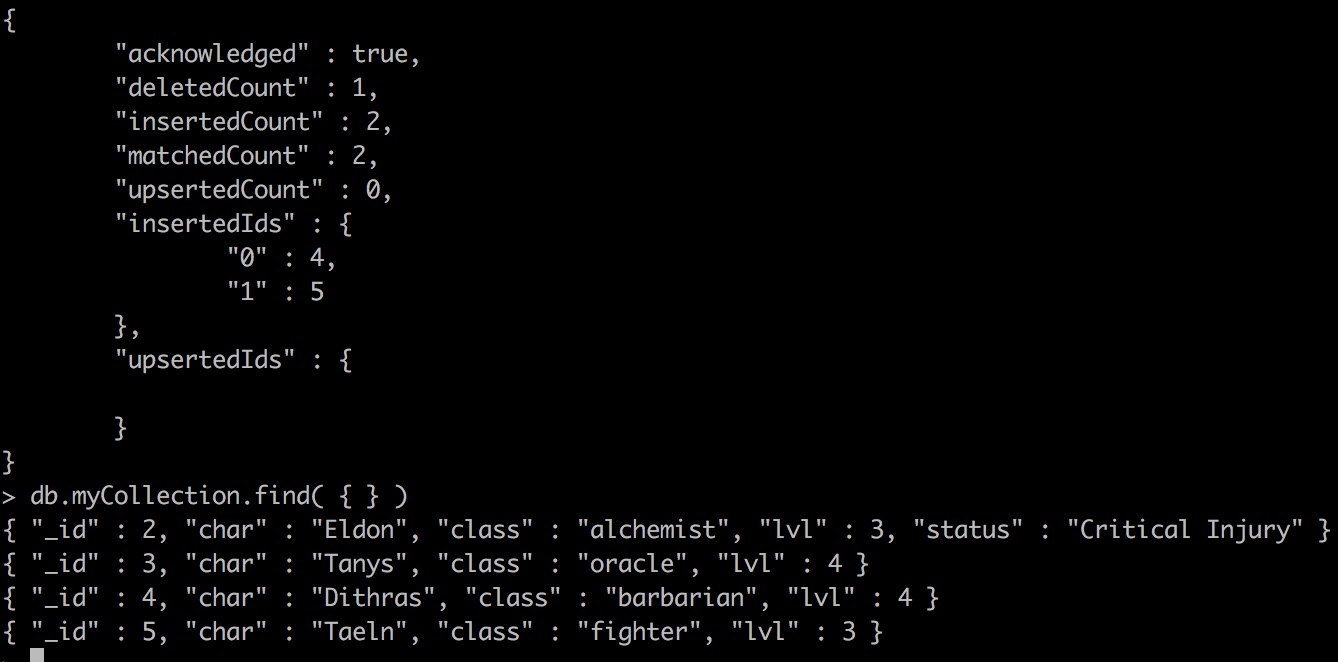 {
        "acknowledged" : true,
        "deletedCount" : 1,
        "insertedCount" : 2,
        "matchedCount" : 2,
        "upsertedCount" : 0,
        "insertedIds" : {
                "0" : 4,
                "1" : 5
        },
        "upsertedIds" : {

        }
}
> db.myCollection.find( { } )
{ "_id" : 2, "char" : "Eldon", "class" : "alchemist", "lvl" : 3, "status" : "Critical Injury" }
{ "_id" : 3, "char" : "Tanys", "class" : "oracle", "lvl" : 4 }
{ "_id" : 4, "char" : "Dithras", "class" : "barbarian", "lvl" : 4 }
{ "_id" : 5, "char" : "Taeln", "class" : "fighter", "lvl" : 3 }
>